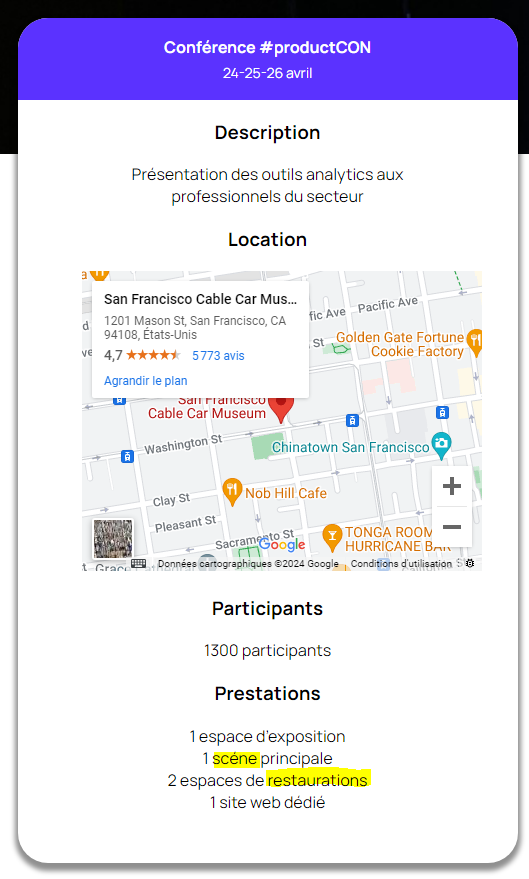 Conférence #productCON
24-25-26 avril
Description
Présentation des outils analytics aux
professionnels du secteur
Location
San Francisco Cable Car Mus...
1201 Mason St, San Francisco, CA
94108, États-Unis
4,7 5 773 avis
Agrandir le plan
Pacific Ave
Pacific Ave
Golden Gate Fortune
Cookie Factory
San Francisco
Cable Car Museum
Washington St
Chinatown San Francisco
Clay St
Nob Hill Cafe
Pleasant St
Sacramento St
TONGA ROOM
HURRICANE BAR
Google
Grace Cathedral
California S
Données cartographiques ©2024 Google Conditions d'utilisation
Participants
1300 participants
Prestations
1 espace d'exposition
1 scéne principale
2 espaces de restaurations
1 site web dédié